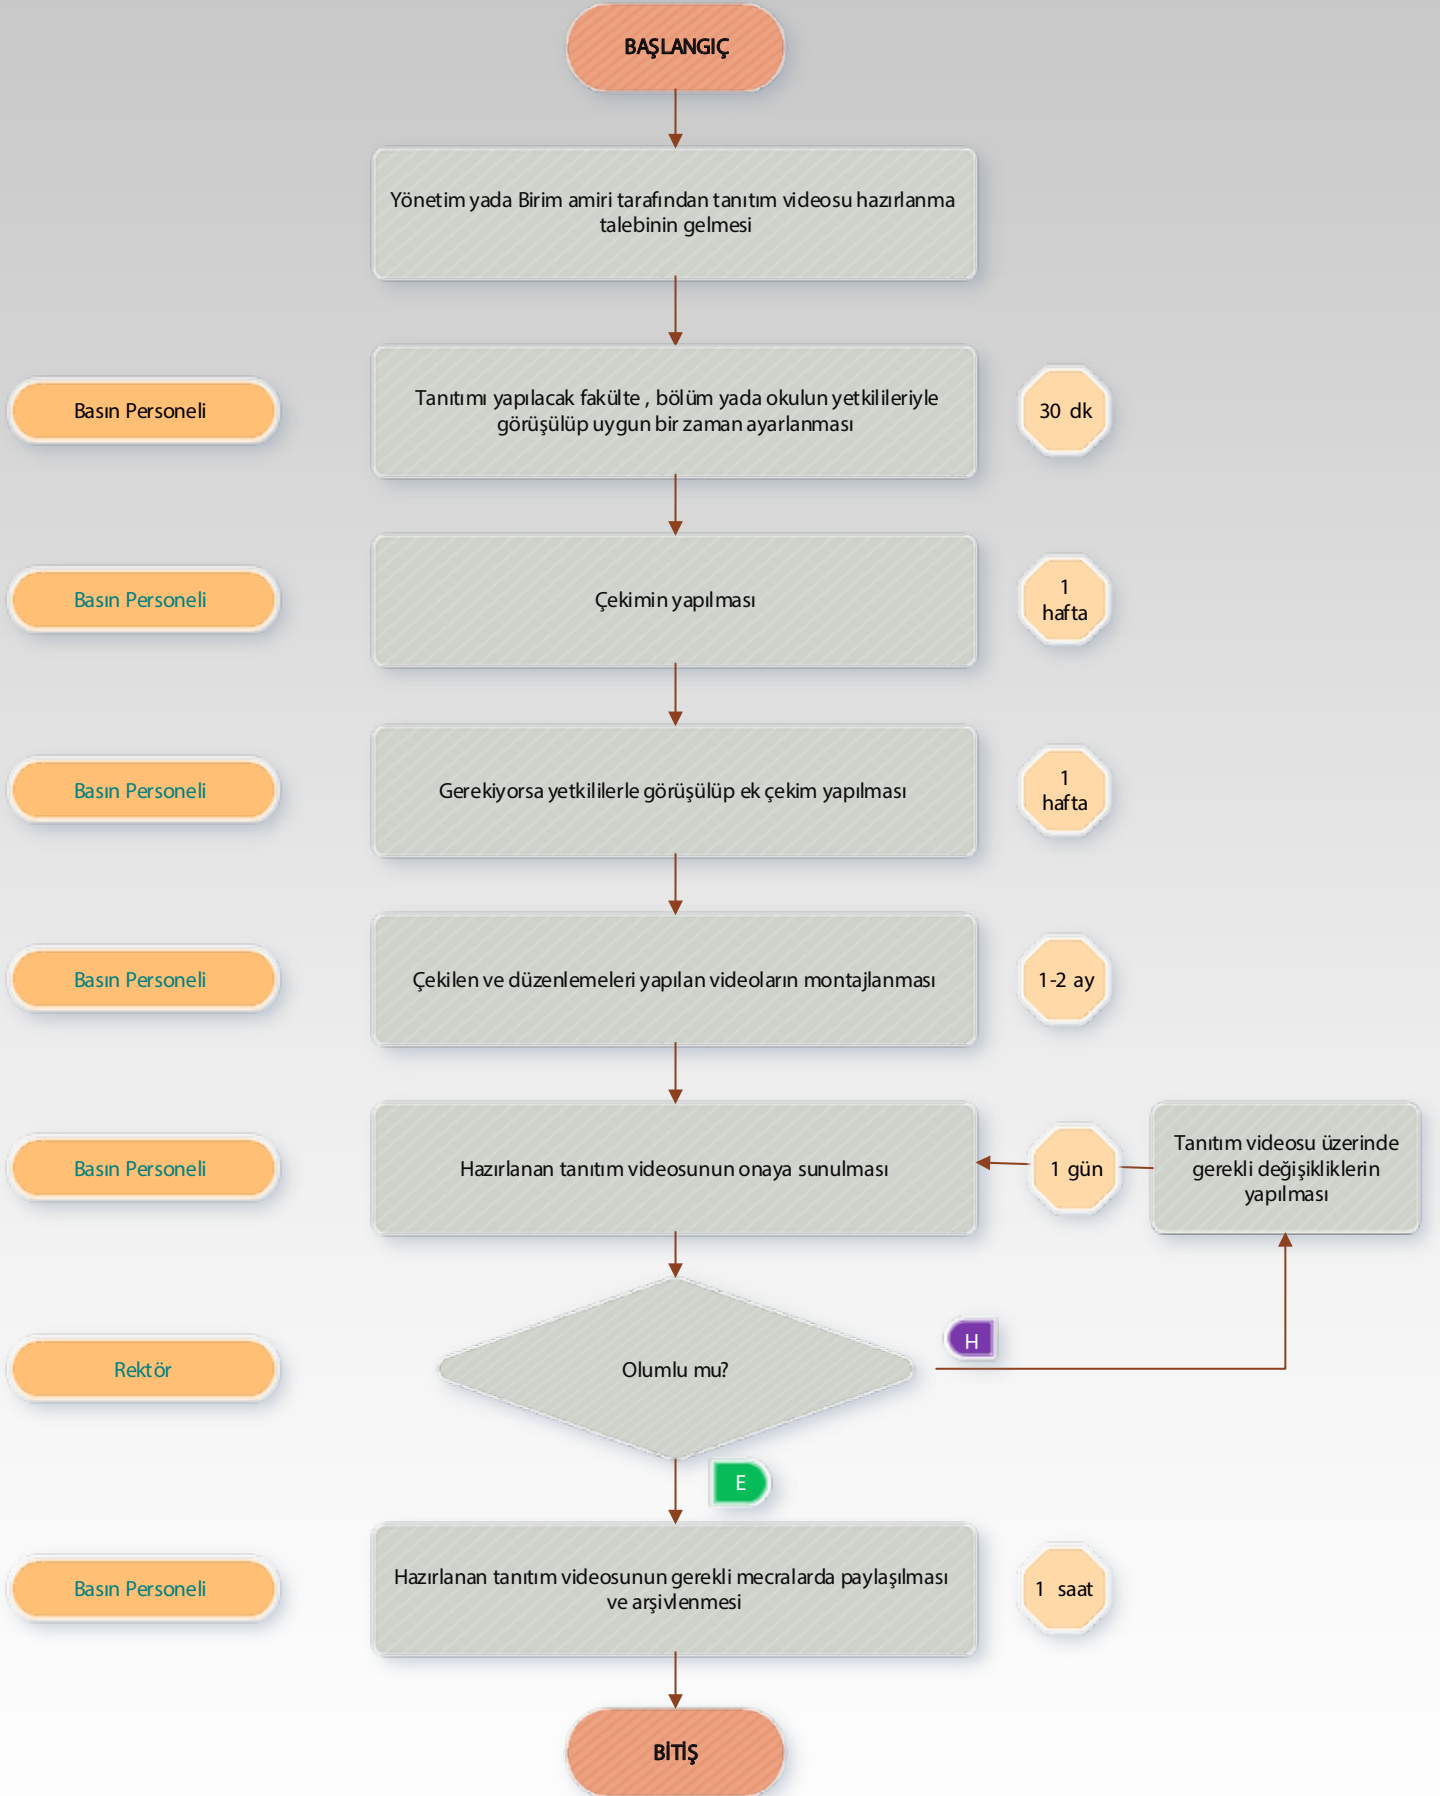 BAŞLANGIÇ
Yönetim yada Birim amiri tarafından tanıtım videosu hazırlanma
talebinin gelmesi
Basın Personeli
Tanıtımı yapılacak fakülte , bölüm yada okulun yetkilileriyle
görüşülüp uygun bir zaman ayarlanması
30 dk
Basın Personeli
Çekimin yapılması
1
hafta
Basın Personeli
Gerekiyorsa yetkililerle görüşülüp ek çekim yapılması
1
hafta
Basın Personeli
Çekilen ve düzenlemeleri yapılan videoların montajlanması
1-2 ay
Basın Personeli
Hazırlanan tanıtım videosunun onaya sunulması
1 gün
Tanıtım videosu üzerinde
gerekli değişikliklerin
yapılması
Rektör
Olumlu mu?
H
E
Basın Personeli
Hazırlanan tanıtım videosunun gerekli mecralarda paylaşılması
ve arşivlenmesi
1 saat
BİTİŞ